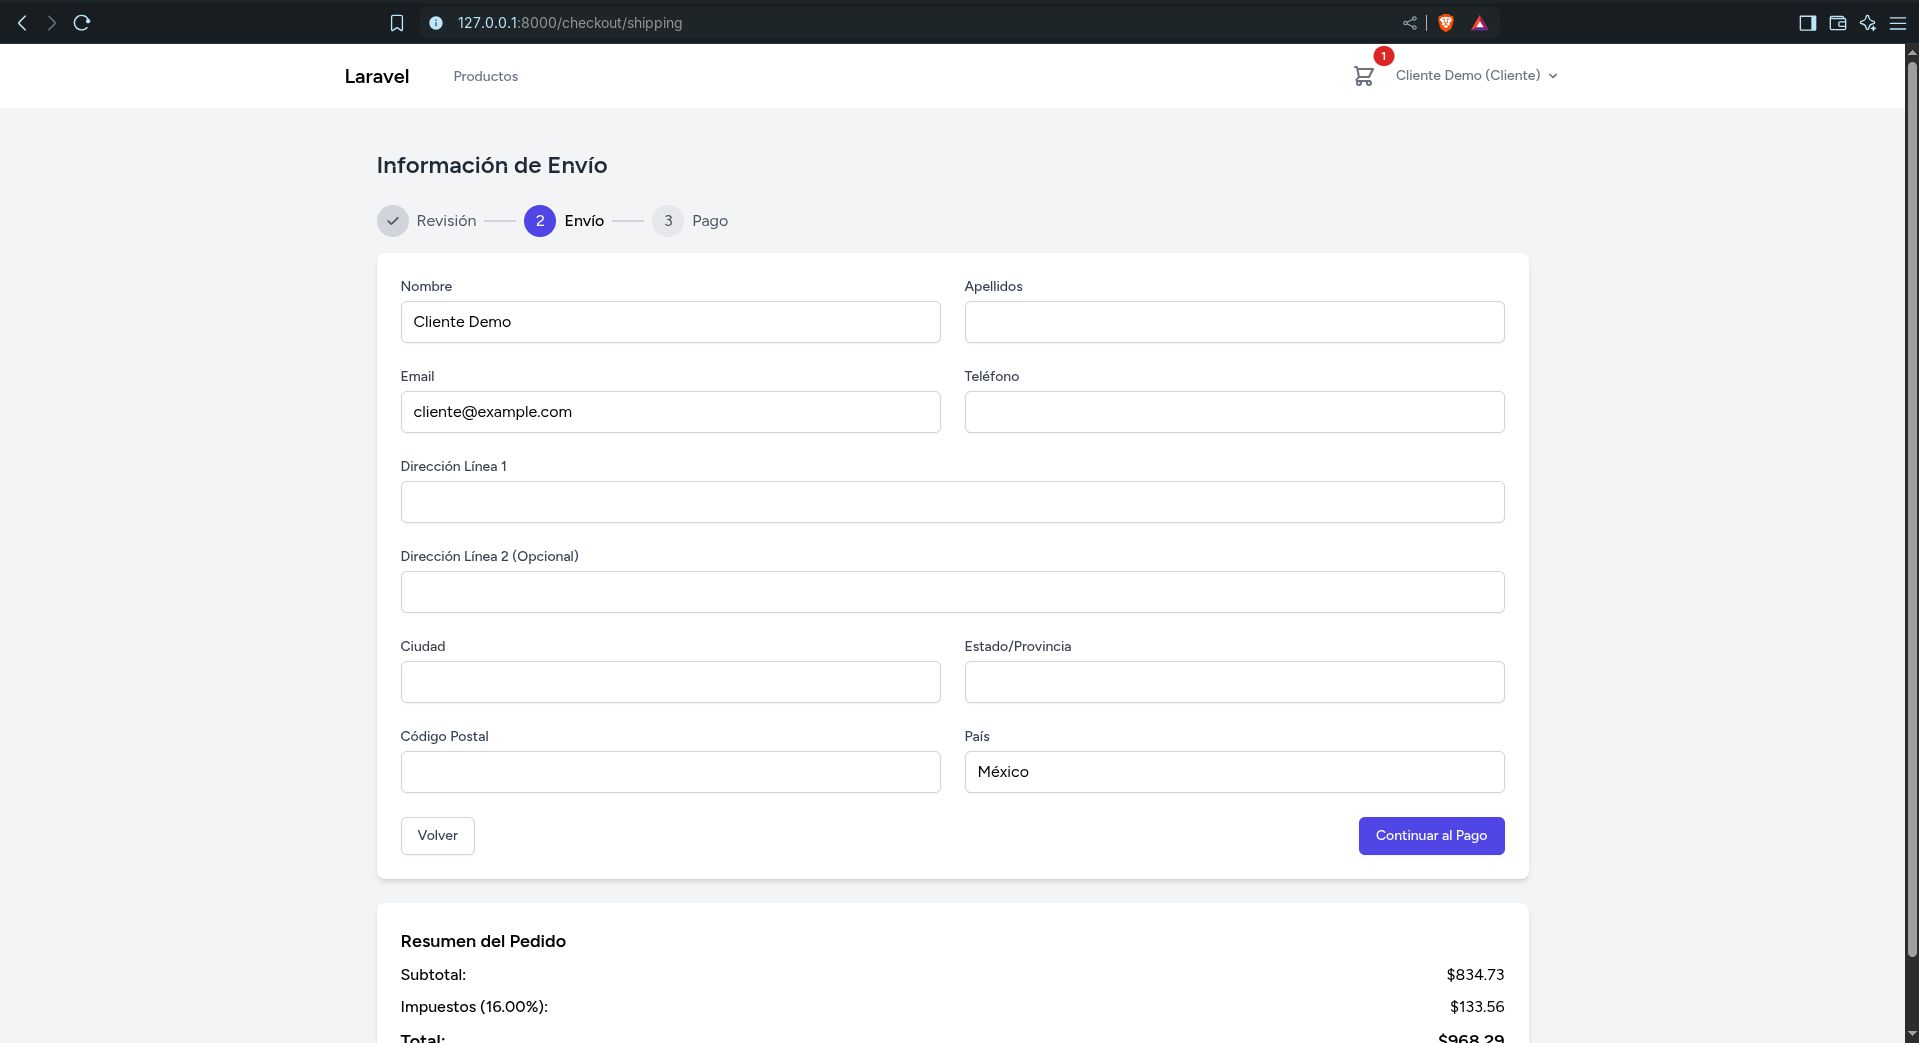 127.0.0.1:8000/checkout/shipping
Laravel
Productos
1
Cliente Demo (Cliente)
Información de Envío
Revisión
2
Envío
3
Pago
Nombre
Apellidos
Cliente Demo
Email
Teléfono
cliente@example.com
Dirección Línea 1
Dirección Línea 2 (Opcional)
Ciudad
Estado/Provincia
Código Postal
País
México
Volver
Continuar al Pago
Resumen del Pedido
Subtotal: $834.73
Impuestos (16.00%): $133.56
Total: $968.29